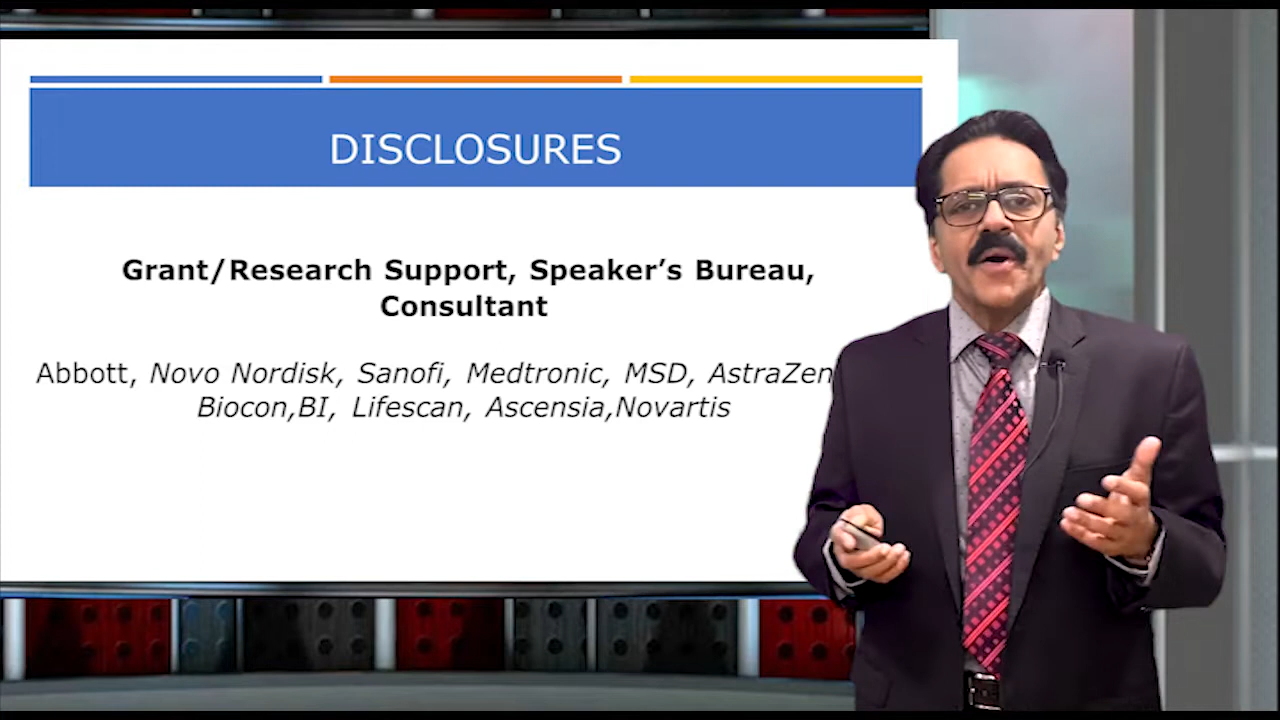 DISCLOSURES
Grant/Research Support, Speaker’s Bureau,
Consultant
Abbott, Novo Nordisk, Sanofi, Medtronic, MSD,
Biocon,BI, Lifescan, Ascensia,Novartis